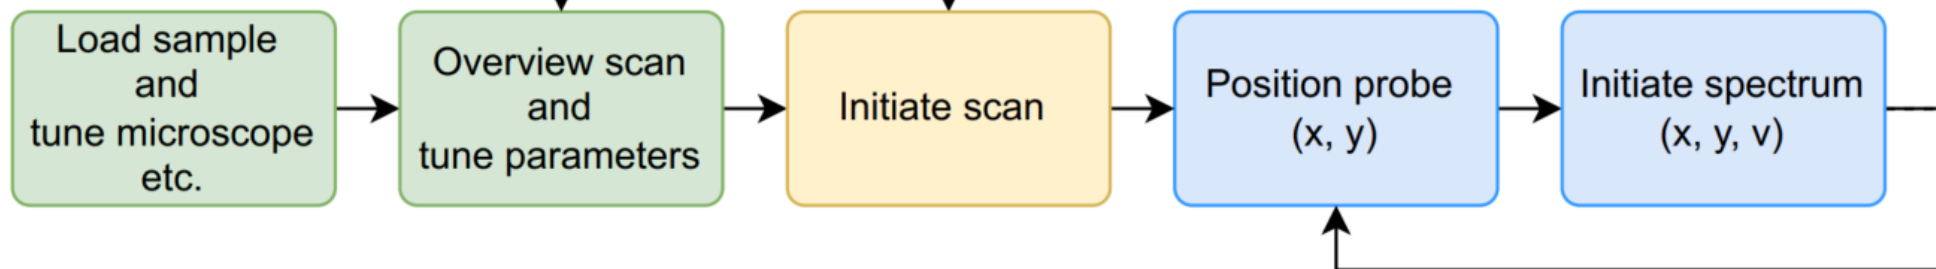 Load sample
and
tune microscope
etc.
Overview scan
and
tune parameters
Initiate scan
Position probe
(x, y)
Initiate spectrum
(x, y, v)